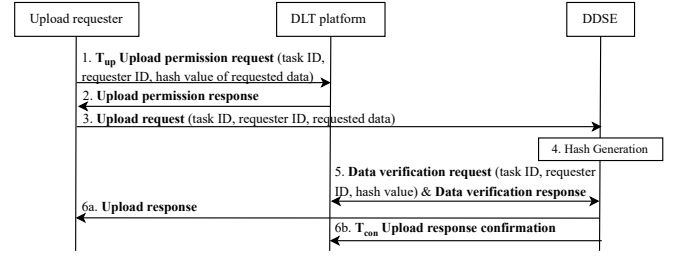 Upload requester
DLT platform
DDSE
1. Tup Upload permission request (task ID,
requester ID, hash value of requested data)
2. Upload permission response
3. Upload request (task ID, requester ID, requested data)
4. Hash Generation
5. Data verification request (task ID, requester
ID, hash value) & Data verification response
6a. Upload response
6b. Tcon Upload response confirmation